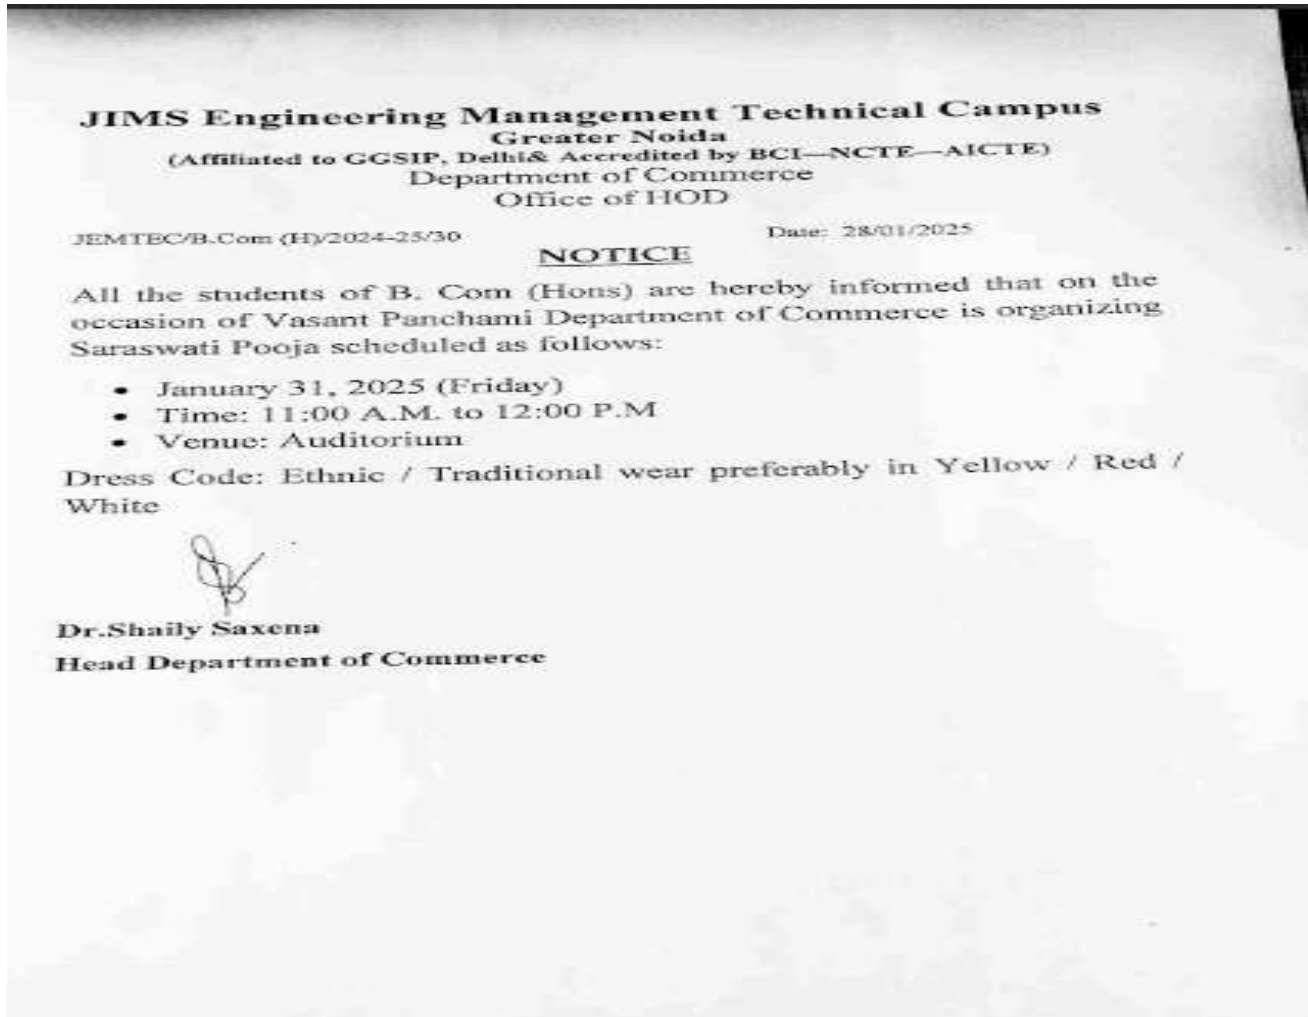 JIMS Engineering Management Technical Campus
Greater Noida
(Affiliated to GGSIP, Delhi& Accredited by BCI—NCTE—AICTE)
Department of Commerce
Office of HOD
JEMTEC/B.Com (H)/2024-25/30 Date: 28/01/2025
NOTICE
All the students of B. Com (Hons) are hereby informed that on the
occasion of Vasant Panchami Department of Commerce is organizing
Saraswati Pooja scheduled as follows:
• January 31, 2025 (Friday)
• Time: 11:00 A.M. to 12:00 P.M
• Venue: Auditorium
Dress Code: Ethnic / Traditional wear preferably in Yellow / Red /
White
Dr.Shaily Saxena
Head Department of Commerce